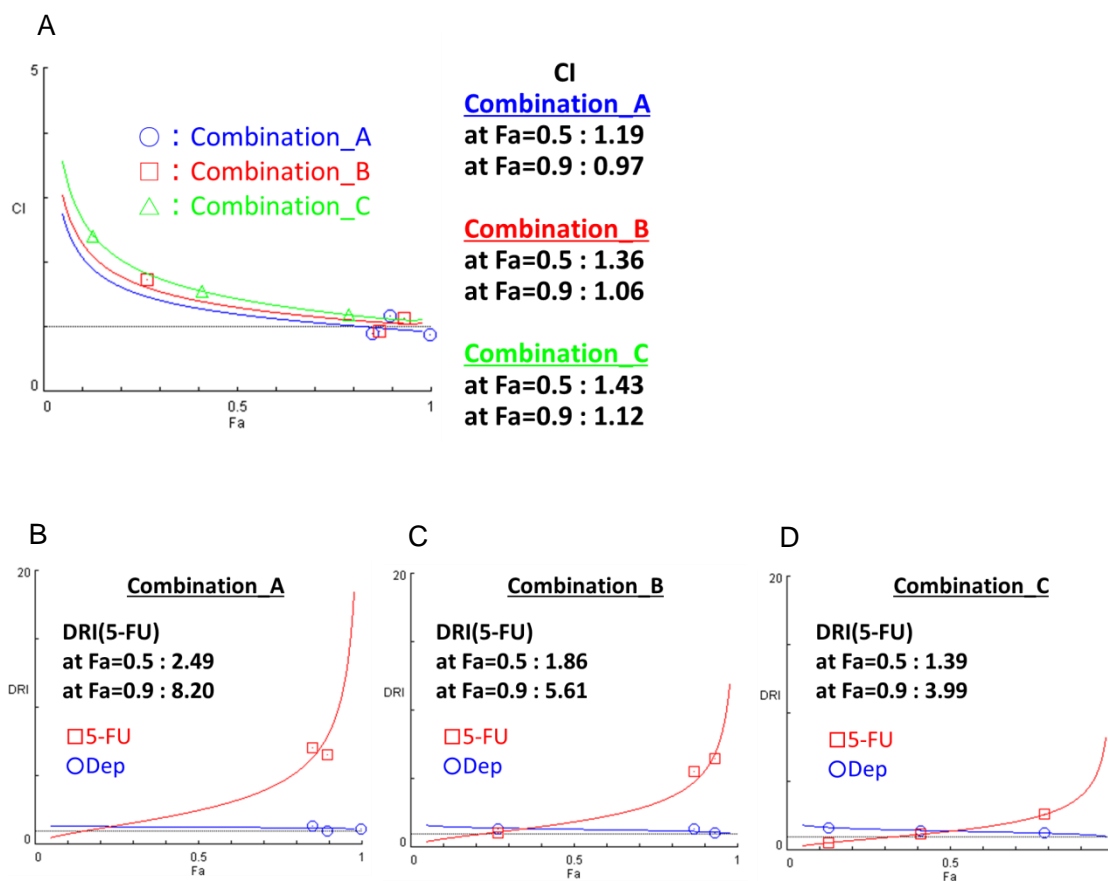 A
5
CI
0
0
0.5
1
Fa
: Combination_A
: Combination_B
: Combination_C
CI
Combination_A
at Fa=0.5 : 1.19
at Fa=0.9 : 0.97
Combination_B
at Fa=0.5 : 1.36
at Fa=0.9 : 1.06
Combination_C
at Fa=0.5 : 1.43
at Fa=0.9 : 1.12
B
20
Combination_A
DRI(5-FU)
at Fa=0.5 : 2.49
at Fa=0.9 : 8.20
DRI
5-FU
Dep
0
0
0.5
1
Fa
C
20
Combination_B
DRI(5-FU)
at Fa=0.5 : 1.86
at Fa=0.9 : 5.61
DRI
5-FU
Dep
0
0
0.5
1
Fa
D
20
Combination_C
DRI(5-FU)
at Fa=0.5 : 1.39
at Fa=0.9 : 3.99
DRI
5-FU
Dep
0
0
0.5
Fa